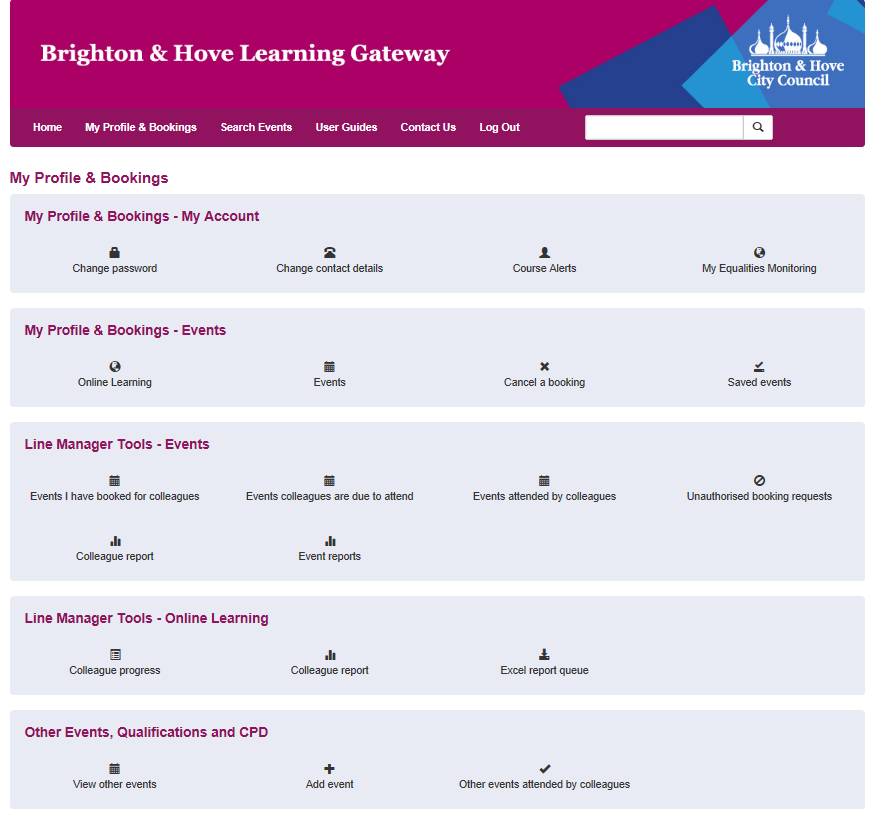 Brighton & Hove Learning Gateway
Brighton & Hove
City Council
Home My Profile & Bookings Search Events User Guides Contact Us Log Out
My Profile & Bookings
My Profile & Bookings - My Account
Change password Change contact details Course Alerts My Equalities Monitoring
My Profile & Bookings - Events
Online Learning Events Cancel a booking Saved events
Line Manager Tools - Events
Events I have booked for colleagues Events colleagues are due to attend Events attended by colleagues Unauthorised booking requests
Colleague report Event reports
Line Manager Tools - Online Learning
Colleague progress Colleague report Excel report queue
Other Events, Qualifications and CPD
View other events Add event Other events attended by colleagues